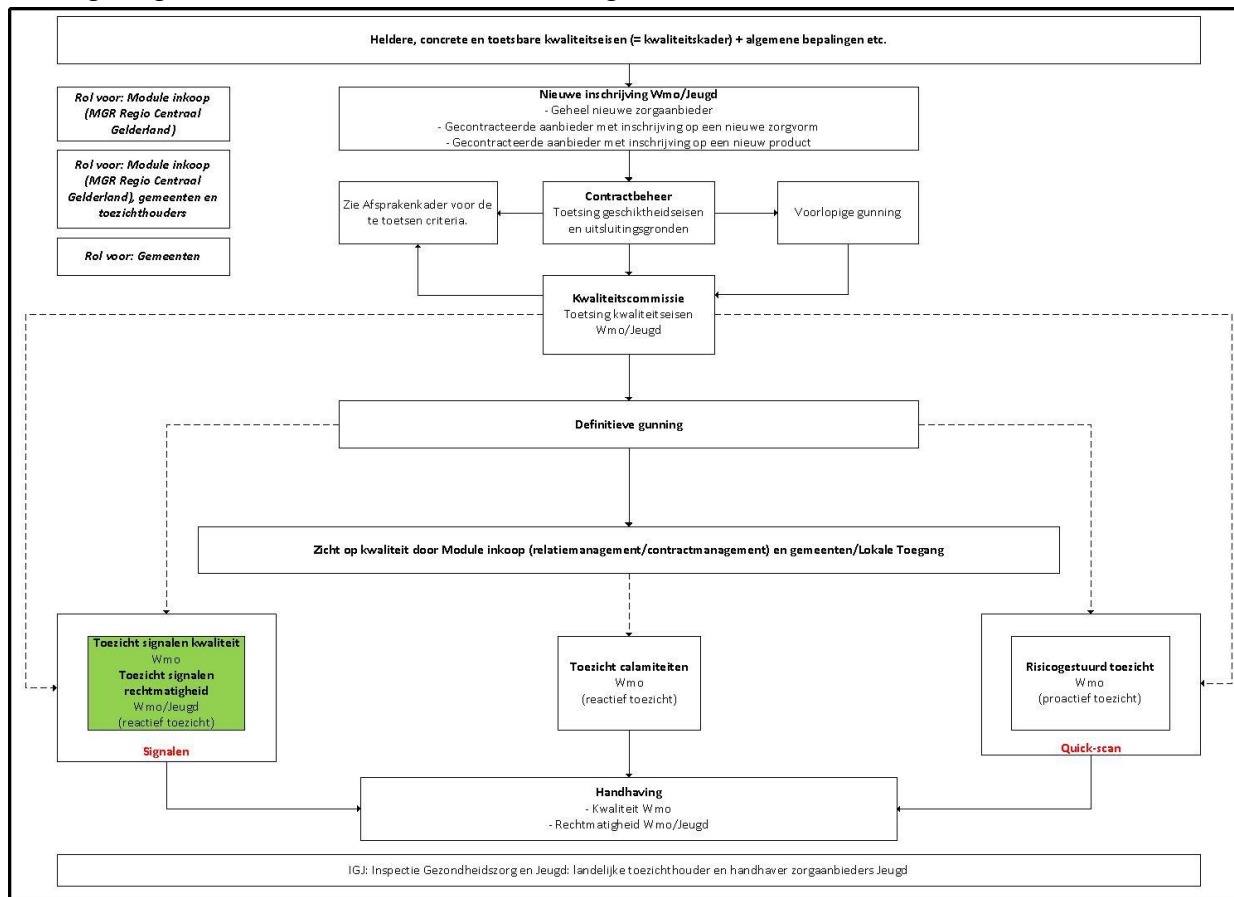 Heldere, concrete en toetsbare kwaliteitseisen (= kwaliteitskader) + algemene bepalingen etc.
Rol voor: Module inkoop
(MGR Regio Centraal
Gelderland)
Rol voor: Module inkoop
(MGR Regio Centraal
Gelderland), gemeenten en
toezichthouders
Rol voor: Gemeenten
Nieuwe inschrijving Wmo/Jeugd
- Geheel nieuwe zorgaanbieder
- Gecontracteerde aanbieder met inschrijving op een nieuwe zorgvorm
- Gecontracteerde aanbieder met inschrijving op een nieuw product
Zie Afsprakenkader voor de
te toetsen criteria.
Contractbeheer
Toetsing geschiktheidseisen
en uitsluitingsgronden
Voorlopige gunning
Kwaliteitscommissie
Toetsing kwaliteitseisen
Wmo/Jeugd
Definitieve gunning
Zicht op kwaliteit door Module inkoop (relatiemanagement/contractmanagement) en gemeenten/Lokale Toegang
Toezicht signalen kwaliteit
Wmo
Toezicht signalen
rechtmatigheid
Wmo/Jeugd
(reactief toezicht)
Signalen
Toezicht calamiteiten
Wmo
(reactief toezicht)
Risicogestuurd toezicht
Wmo
(proactief toezicht)
Quick-scan
Handhaving
- Kwaliteit Wmo
- Rechtmatigheid Wmo/Jeugd
IGJ: Inspectie Gezondheidszorg en Jeugd: landelijke toezichthouder en handhaver zorgaanbieders Jeugd